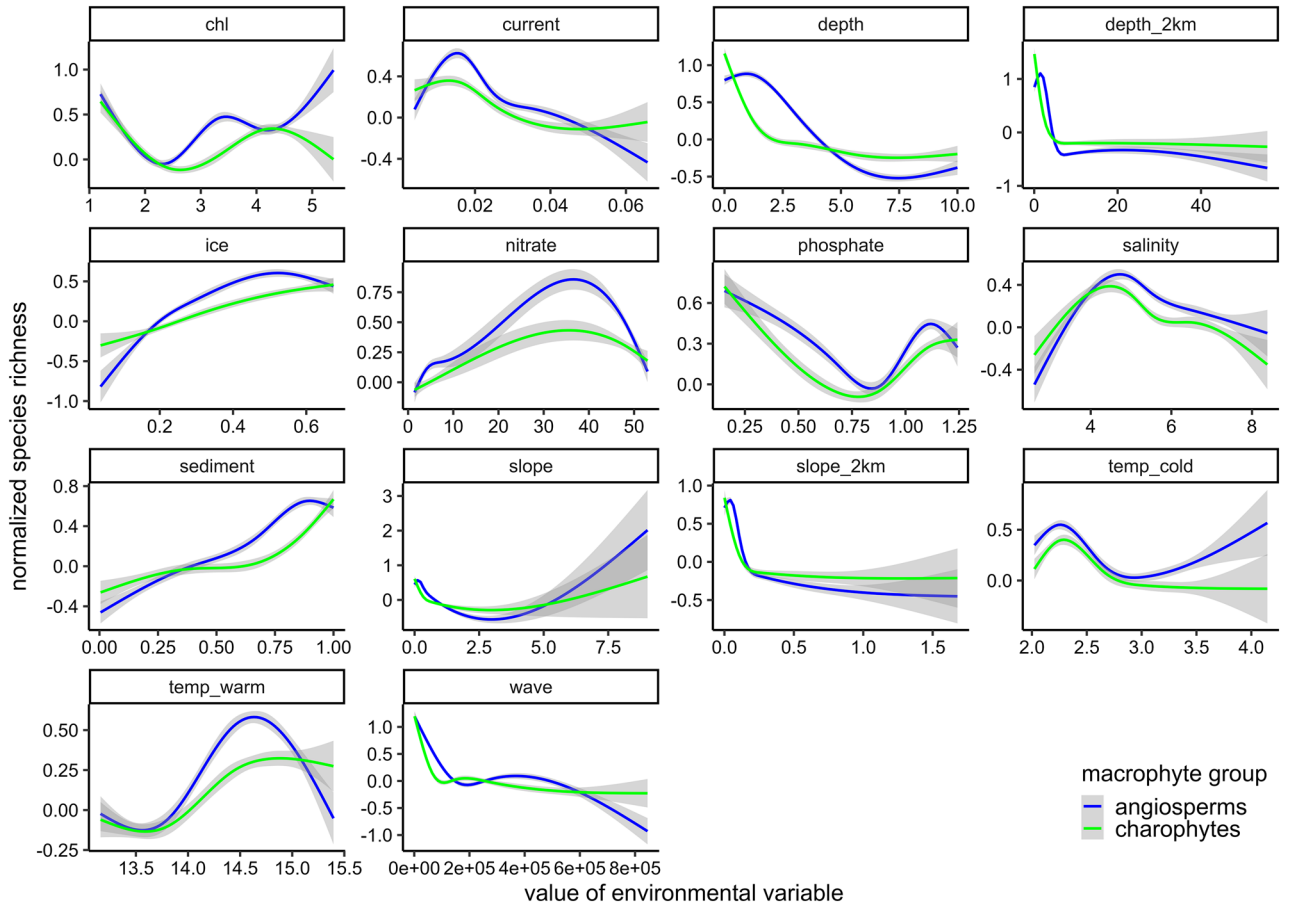 chl current depth depth_2km
1.0 0.5 0.0
0.4 0.0 -0.4
1.0 0.5 0.0 -0.5
1 0 -1
1 2 3 4 5
0.02 0.04 0.06
0.0 2.5 5.0 7.5 10.0
0 20 40
ice nitrate phosphate salinity
0.5 0.0 -0.5 -1.0
0.75 0.50 0.25 0.00
0.6 0.3 0.0
0.4 0.0 -0.4
0.2 0.4 0.6
0 10 20 30 40 50
0.25 0.50 0.75 1.00 1.25
4 6 8
normalized species richness
sediment slope slope_2km temp_cold
0.8 0.4 0.0 -0.4
3 2 1 0
1.0 0.5 0.0 -0.5
0.5 0.0
0.00 0.25 0.50 0.75 1.00
0.0 2.5 5.0 7.5
0.0 0.5 1.0 1.5
2.0 2.5 3.0 3.5 4.0
temp_warm wave
0.50 0.25 0.00 -0.25
1.0 0.5 0.0 -0.5 -1.0
13.5 14.0 14.5 15.0 15.5
0e+00 2e+05 4e+05 6e+05 8e+05
value of environmental variable
macrophyte group
angiosperms
charophytes